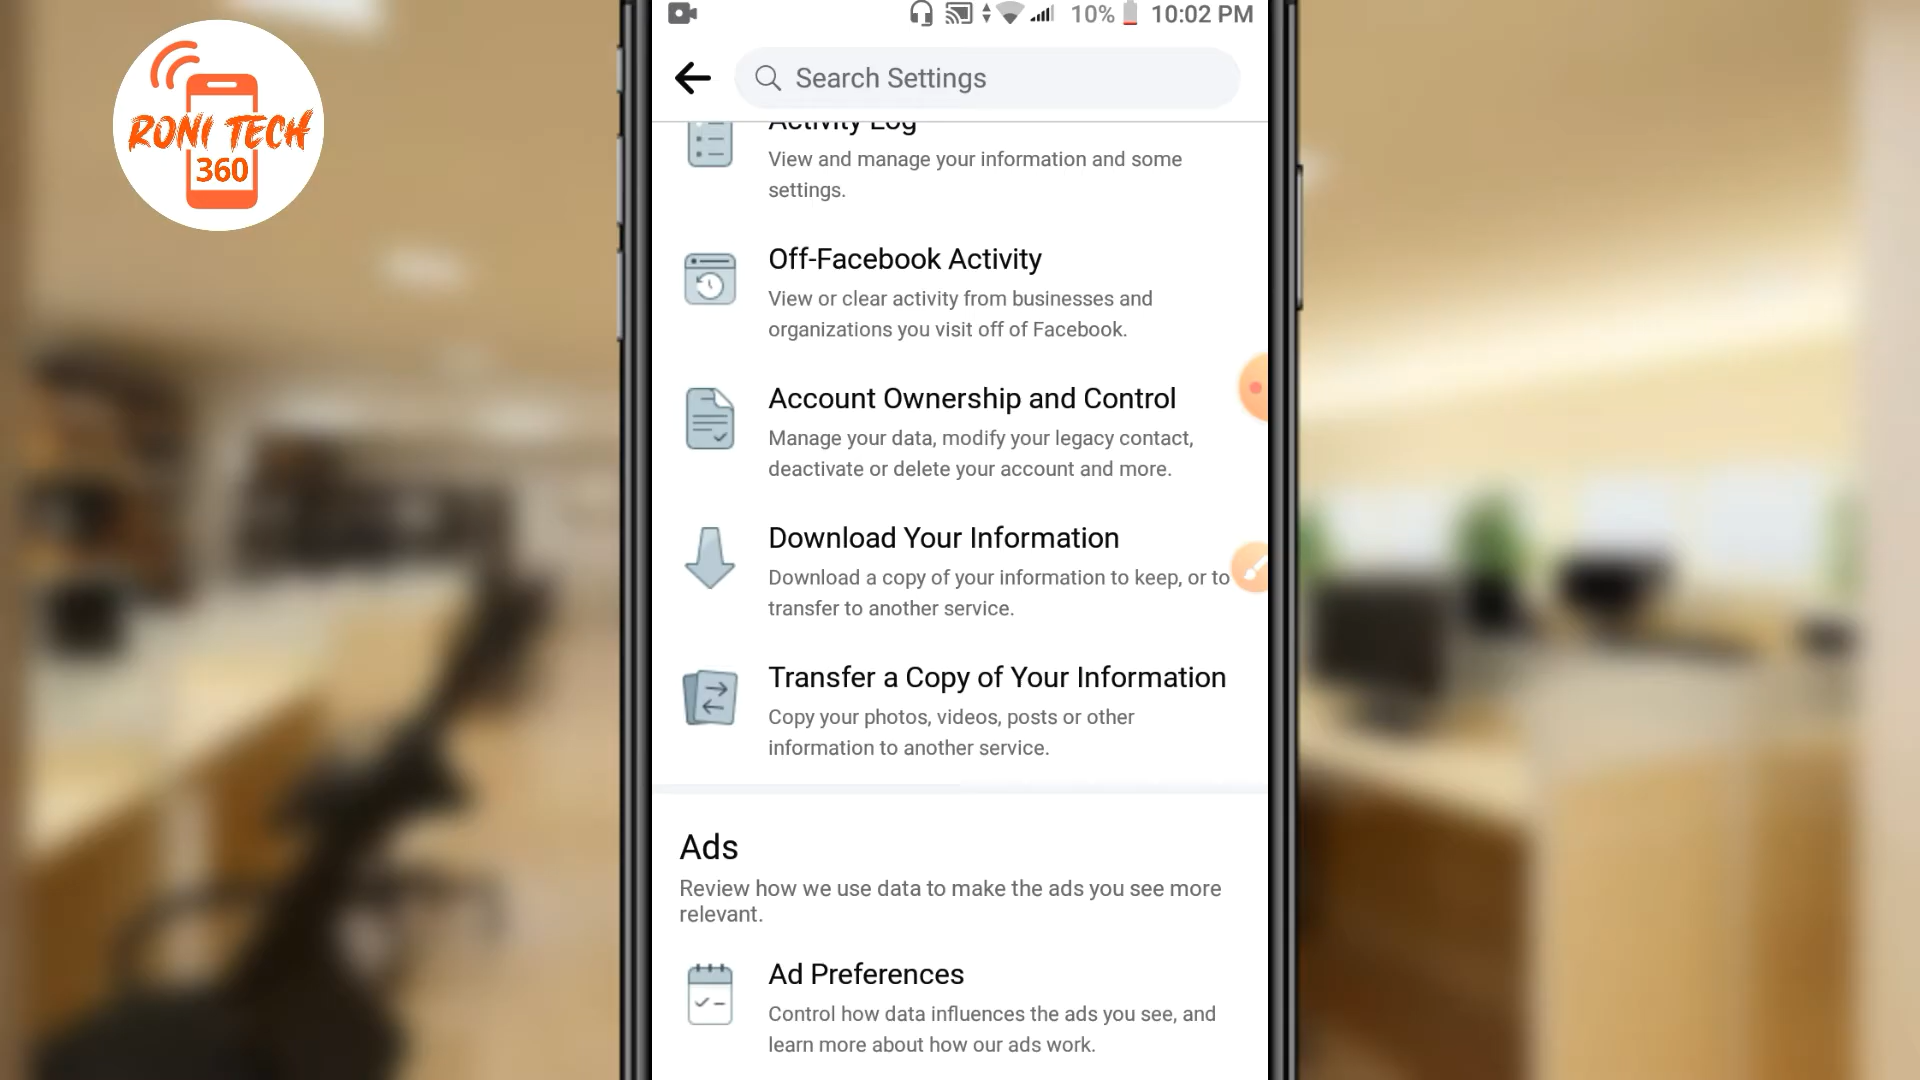 10% 10:02 PM
RONI TECH
360
Search Settings
Activity Log
View and manage your information and some
settings.
Off-Facebook Activity
View or clear activity from businesses and
organizations you visit off of Facebook.
Account Ownership and Control
Manage your data, modify your legacy contact,
deactivate or delete your account and more.
Download Your Information
Download a copy of your information to keep, or to
transfer to another service.
Transfer a Copy of Your Information
Copy your photos, videos, posts or other
information to another service.
Ads
Review how we use data to make the ads you see more
relevant.
Ad Preferences
Control how data influences the ads you see, and
learn more about how our ads work.